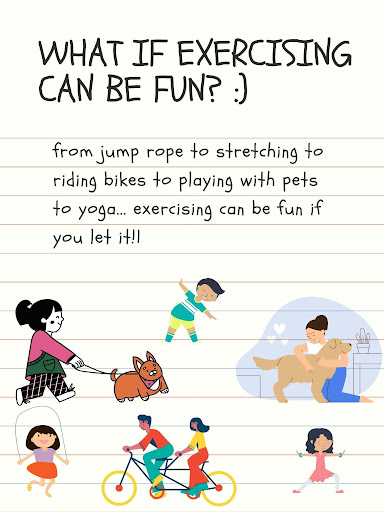 WHAT IF EXERCISING
CAN BE FUN? :)
from jump rope to stretching to
riding bikes to playing with pets
to yoga... exercising can be fun if
you let it!!